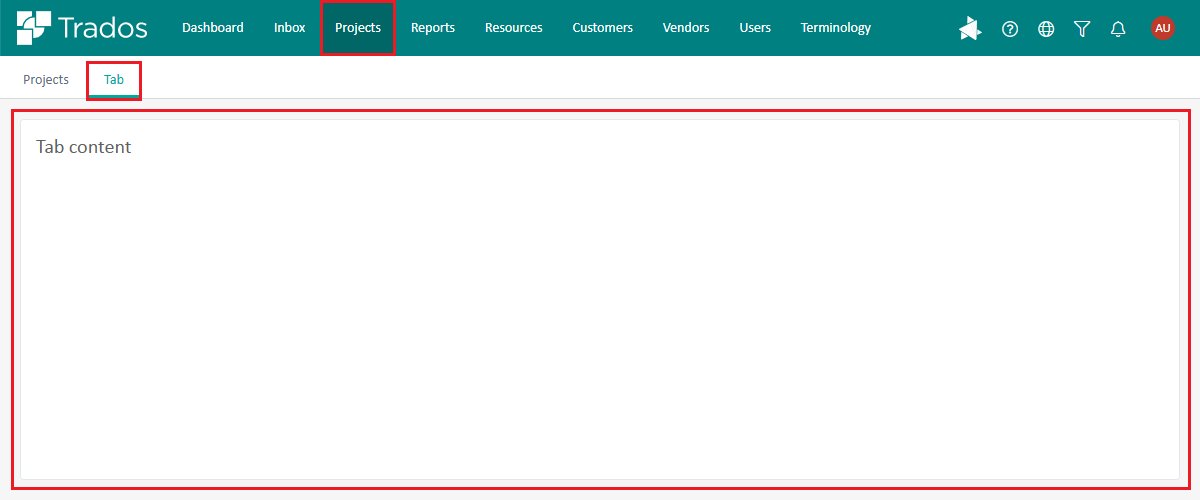 Trados Dashboard Inbox Projects Reports Resources Customers Vendors Users Terminology AU
Projects Tab
Tab content